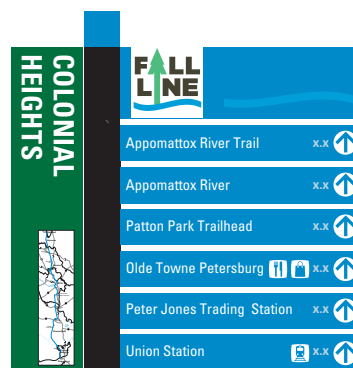 COLONIAL
HEIGHTS
FALL
LINE
Appomattox River Trail x.x
Appomattox River x.x
Patton Park Trailhead x.x
Olde Towne Petersburg x.x
Peter Jones Trading Station x.x
Union Station x.x